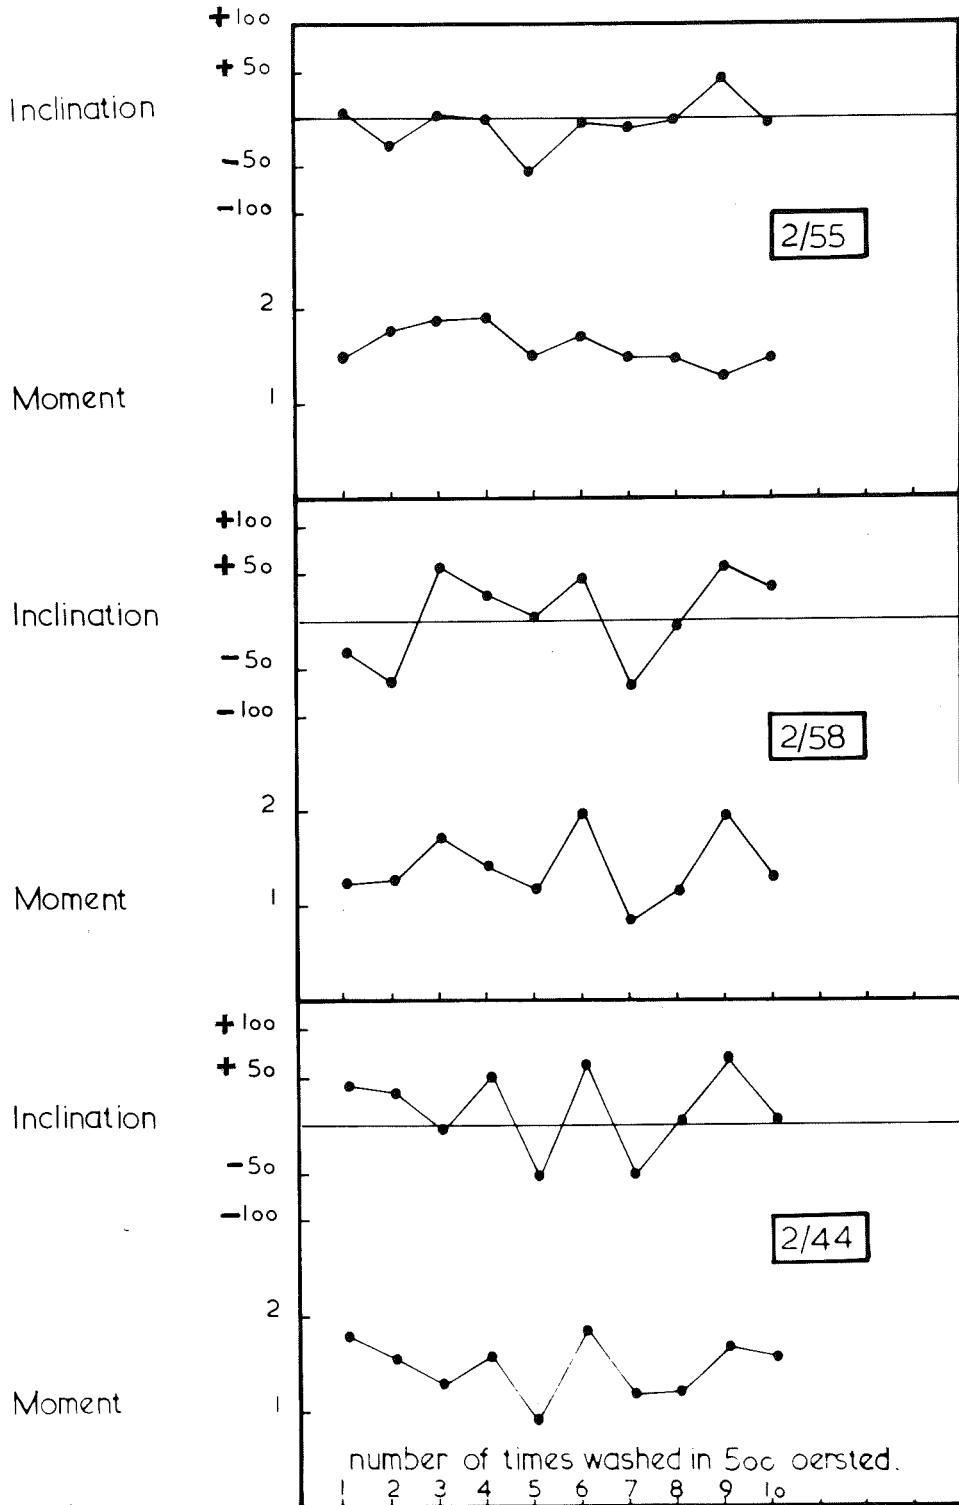 +100
+50
Inclination
-50
-100
2/55
2
Moment
1
+100
+50
Inclination
-50
-100
2/58
2
Moment
1
+100
+50
Inclination
-50
-100
2/44
2
Moment
1
number of times washed in 500 oersted.
1 2 3 4 5 6 7 8 9 10